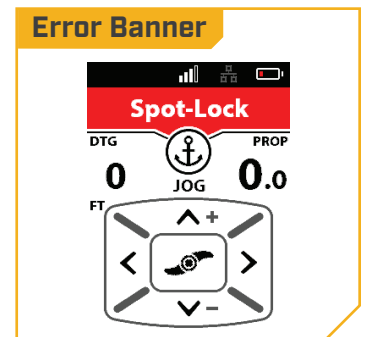 Error Banner
Spot-Lock
DTG PROP
0 0.0
JOG
FT
+
-